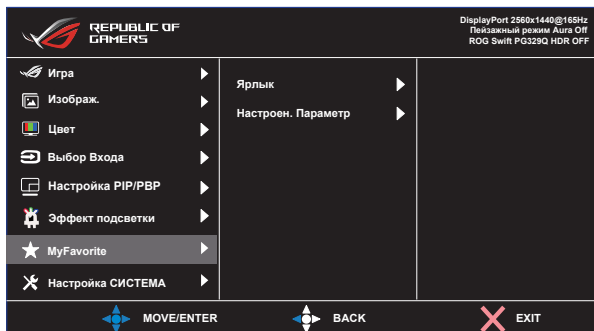 REPUBLIC OF
GAMERS
DisplayPort 2560x1440@165Hz
Пейзажный режим Aura Off
ROG Swift PG329Q HDR OFF
Игра
Изображ.
Цвет
Выбор Входа
Настройка PIP/PBP
Эффект подсветки
MyFavorite
Настройка СИСТЕМА
Ярлык
Настроен. Параметр
MOVE/ENTER
BACK
EXIT